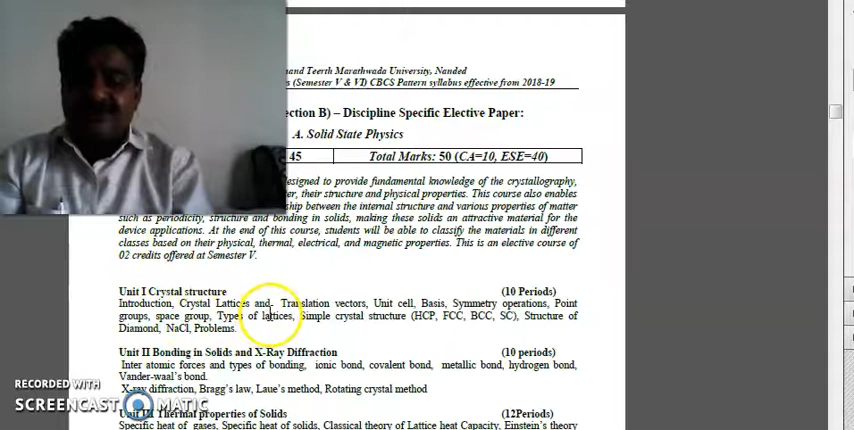 and Teerth Marathwada University, Nanded
(Semester V & VI) CBCS Pattern syllabus effective from 2018-19
ection B) – Discipline Specific Elective Paper:
A. Solid State Physics
45 Total Marks: 50 (CA=10, ESE=40)
designed to provide fundamental knowledge of the crystallography,
ter, their structure and physical properties. This course also enables
ship between the internal structure and various properties of matter
such as periodicity, structure and bonding in solids, making these solids an attractive material for the
device applications. At the end of this course, students will be able to classify the materials in different
classes based on their physical, thermal, electrical, and magnetic properties. This is an elective course of
02 credits offered at Semester V.
Unit I Crystal structure (10 Periods)
Introduction, Crystal Lattices and- Translation vectors, Unit cell, Basis, Symmetry operations, Point
groups, space group, Types of lattices, Simple crystal structure (HCP, FCC, BCC, SC), Structure of
Diamond, NaCl, Problems.
Unit II Bonding in Solids and X-Ray Diffraction (10 periods)
Inter atomic forces and types of bonding, ionic bond, covalent bond, metallic bond, hydrogen bond,
Vander-waal's bond.
X-ray diffraction, Bragg's law, Laue's method, Rotating crystal method
Unit III Thermal properties of Solids (12Periods)
Specific heat of gases, Specific heat of solids, Classical theory of Lattice heat Capacity, Einstein's theory
RECORDED WITH
SCREENCAST MATIC